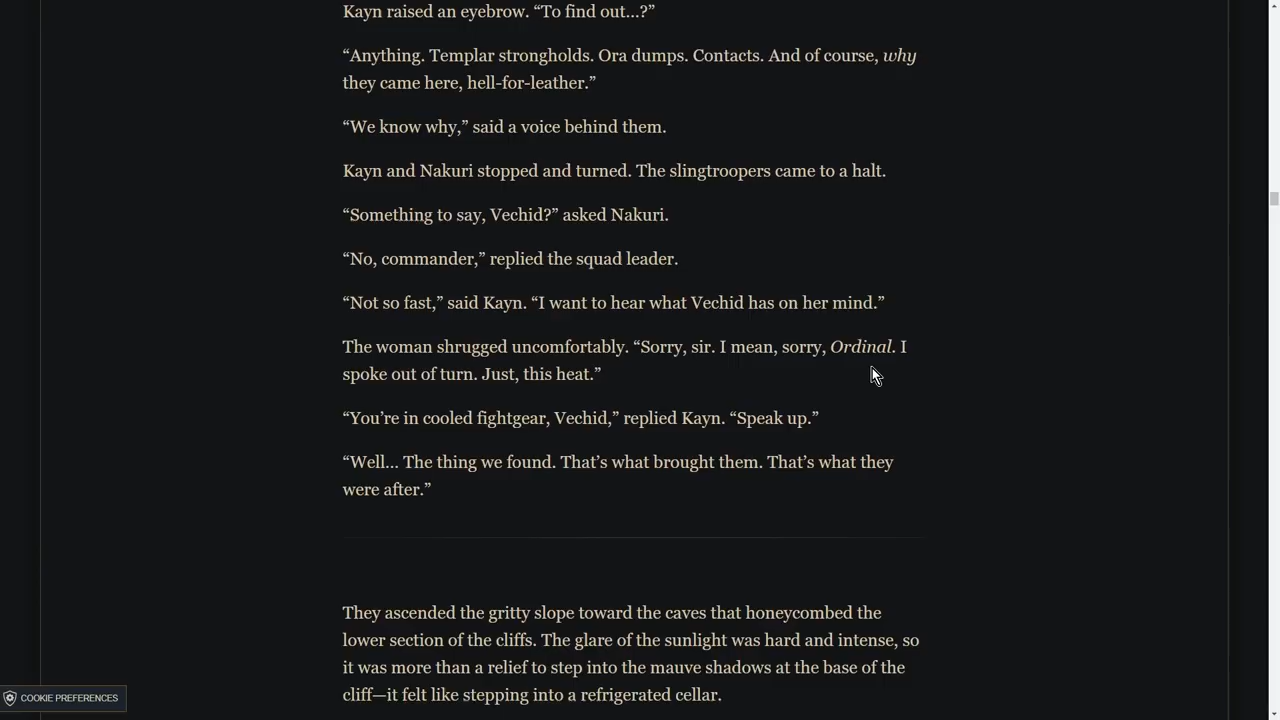 Kayn raised an eyebrow. “To find out...?”
“Anything. Templar strongholds. Ora dumps. Contacts. And of course, why
they came here, hell-for-leather.”
“We know why,” said a voice behind them.
Kayn and Nakuri stopped and turned. The slingtroopers came to a halt.
“Something to say, Vechid?” asked Nakuri.
“No, commander,” replied the squad leader.
“Not so fast,” said Kayn. “I want to hear what Vechid has on her mind.”
The woman shrugged uncomfortably. “Sorry, sir. I mean, sorry, Ordinal. I
spoke out of turn. Just, this heat.”
“You’re in cooled fightgear, Vechid,” replied Kayn. “Speak up.”
“Well... The thing we found. That’s what brought them. That’s what they
were after.”
They ascended the gritty slope toward the caves that honeycombed the
lower section of the cliffs. The glare of the sunlight was hard and intense, so
it was more than a relief to step into the mauve shadows at the base of the
cliff—it felt like stepping into a refrigerated cellar.
COOKIE PREFERENCES